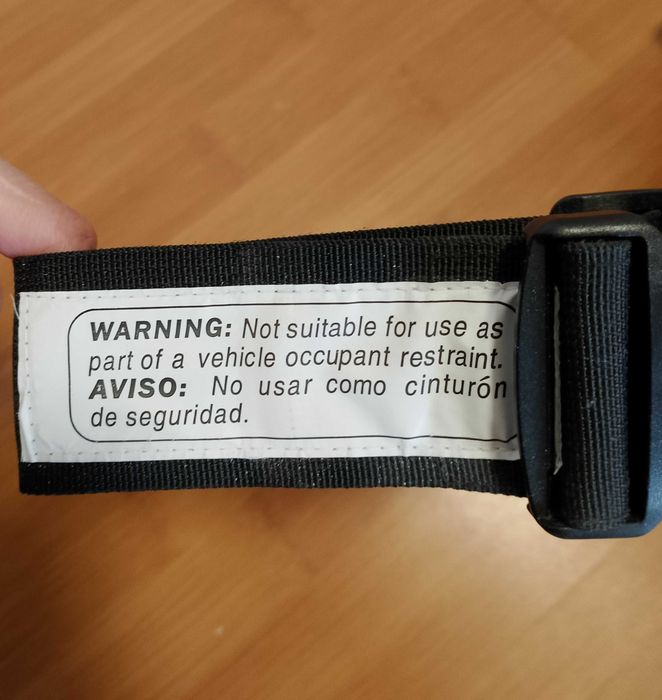 WARNING: Not suitable for use as
part of a vehicle occupant restraint.
AVISO: No usar como cinturón
de seguridad.